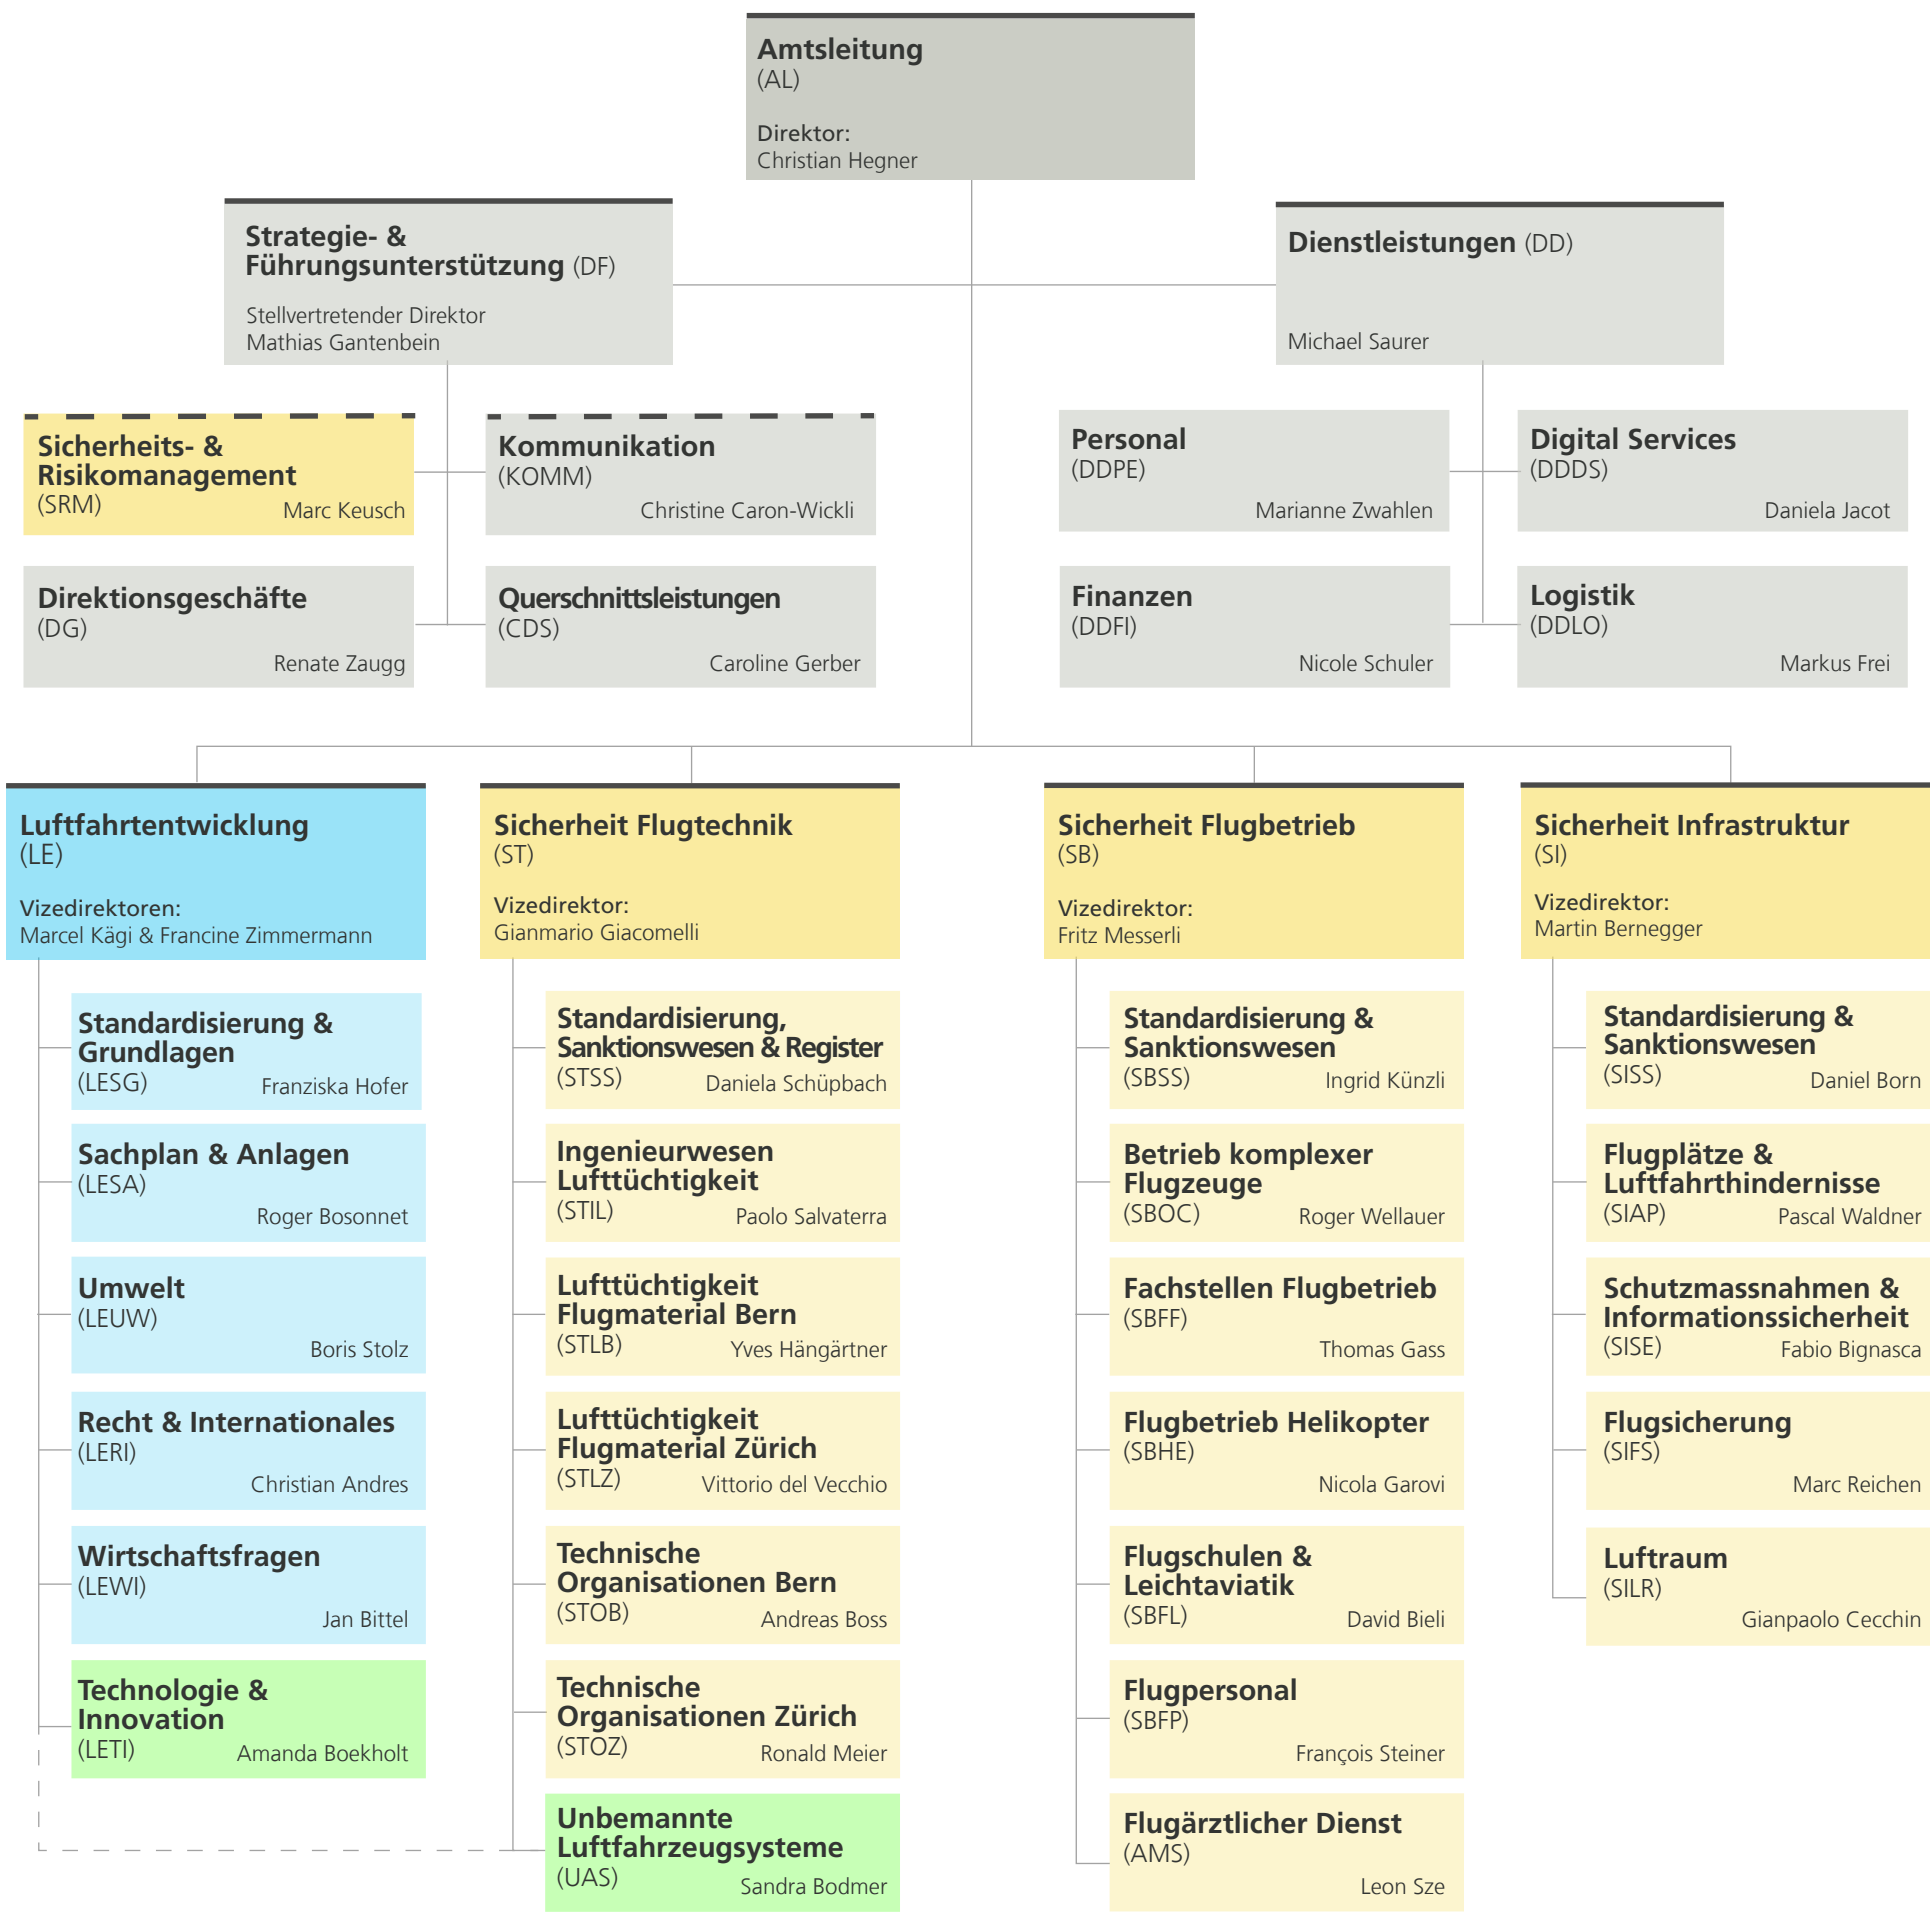 Amtsleitung
(AL)
Direktor:
Christian Hegner
Strategie- &
Führungsunterstützung (DF)
Stellvertretender Direktor
Mathias Gantenbein
Dienstleistungen (DD)
Michael Saurer
Sicherheits- &
Risikomanagement
(SRM)
Marc Keusch
Kommunikation
(KOMM)
Christine Caron-Wickli
Personal
(DDPE)
Marianne Zwahlen
Digital Services
(DDDS)
Daniela Jacot
Direktionsgeschäfte
(DG)
Renate Zaugg
Querschnittsleistungen
(CDS)
Caroline Gerber
Finanzen
(DDFI)
Nicole Schuler
Logistik
(DDLO)
Markus Frei
Luftfahrtentwicklung
(LE)
Vizedirektoren:
Marcel Kägi & Francine Zimmermann
Standardisierung &
Grundlagen
(LESG)
Franziska Hofer
Sachplan & Anlagen
(LESA)
Roger Bosonnet
Umwelt
(LEUW)
Boris Stolz
Recht & Internationales
(LERI)
Christian Andres
Wirtschaftsfragen
(LEWI)
Jan Bittel
Technologie &
Innovation
(LETI)
Amanda Boekholt
Sicherheit Flugtechnik
(ST)
Vizedirektor:
Gianmario Giacomelli
Standardisierung,
Sanktionswesen & Register
(STSS)
Daniela Schüpbach
Ingenieurwesen
Lufttüchtigkeit
(STIL)
Paolo Salvaterra
Lufttüchtigkeit
Flugmaterial Bern
(STLB)
Yves Hängärtner
Lufttüchtigkeit
Flugmaterial Zürich
(STLZ)
Vittorio del Vecchio
Technische
Organisationen Bern
(STOB)
Andreas Boss
Technische
Organisationen Zürich
(STOZ)
Ronald Meier
Unbemannte
Luftfahrzeugsysteme
(UAS)
Sandra Bodmer
Sicherheit Flugbetrieb
(SB)
Vizedirektor:
Fritz Messerli
Standardisierung &
Sanktionswesen
(SBSS)
Ingrid Künzli
Betrieb komplexer
Flugzeuge
(SBOC)
Roger Wellauer
Fachstellen Flugbetrieb
(SBFF)
Thomas Gass
Flugbetrieb Helikopter
(SBHE)
Nicola Garovi
Flugschulen &
Leichtaviatik
(SBFL)
David Bieli
Flugpersonal
(SBFP)
François Steiner
Flugärztlicher Dienst
(AMS)
Leon Sze
Sicherheit Infrastruktur
(SI)
Vizedirektor:
Martin Bernegger
Standardisierung &
Sanktionswesen
(SISS)
Daniel Born
Flugplätze &
Luftfahrthindernisse
(SIAP)
Pascal Waldner
Schutzmassnahmen &
Informationssicherheit
(SISE)
Fabio Bignasca
Flugsicherung
(SIFS)
Marc Reichen
Luftraum
(SILR)
Gianpaolo Cecchin